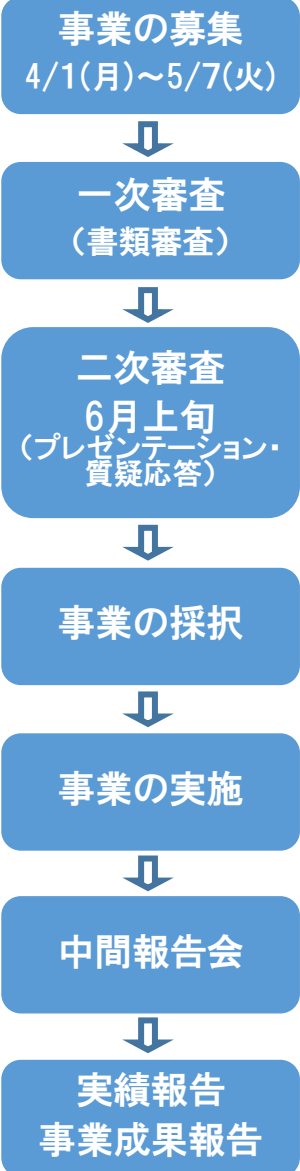 事業の募集
4/1(月)～5/7(火)
一次審査
（書類審査）
二次審査
6月上旬
（プレゼンテーション・
質疑応答）
事業の採択
事業の実施
中間報告会
実績報告
事業成果報告